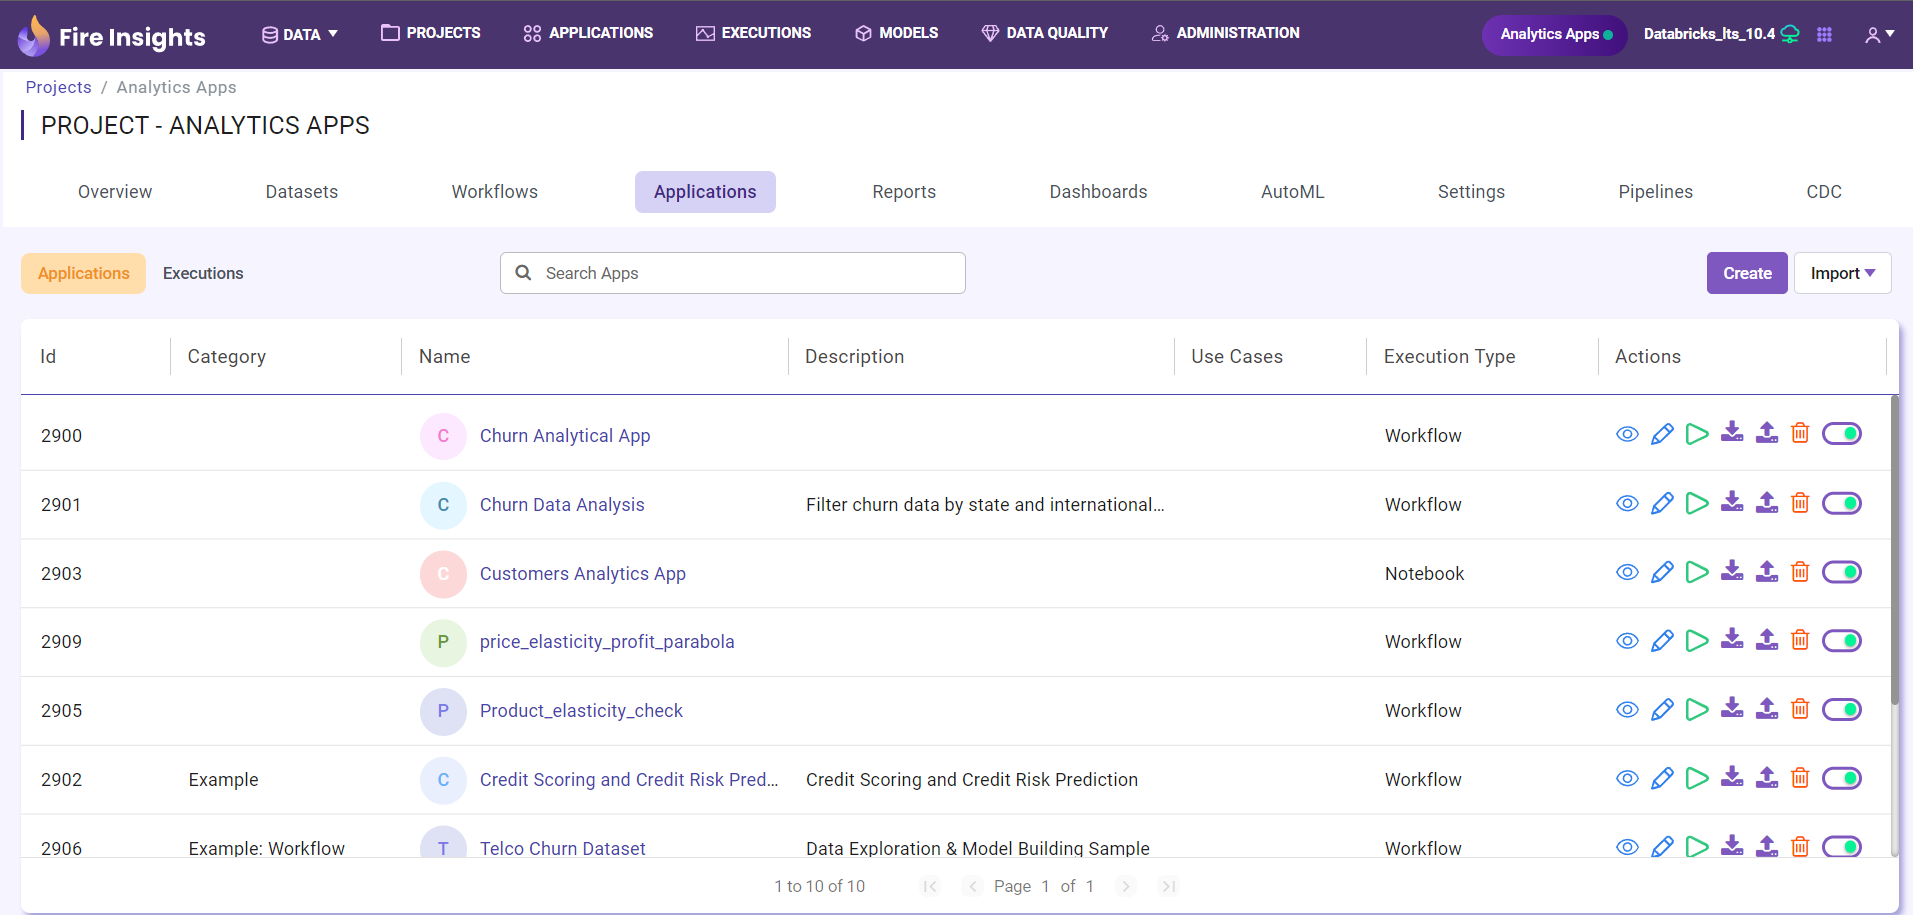 Fire Insights DATA PROJECTS APPLICATIONS EXECUTIONS MODELS DATA QUALITY ADMINISTRATION Analytics Apps Databricks_lts_10.4
Projects / Analytics Apps
PROJECT - ANALYTICS APPS
Overview Datasets Workflows Applications Reports Dashboards AutoML Settings Pipelines CDC
Applications Executions Search Apps Create Import
Id Category Name Description Use Cases Execution Type Actions
2900 C Churn Analytical App Workflow
2901 C Churn Data Analysis Filter churn data by state and international... Workflow
2903 C Customers Analytics App Notebook
2909 P price_elasticity_profit_parabola Workflow
2905 P Product_elasticity_check Workflow
2902 Example C Credit Scoring and Credit Risk Pred... Credit Scoring and Credit Risk Prediction Workflow
2906 Example: Workflow T Telco Churn Dataset Data Exploration & Model Building Sample Workflow
1 to 10 of 10 Page 1 of 1